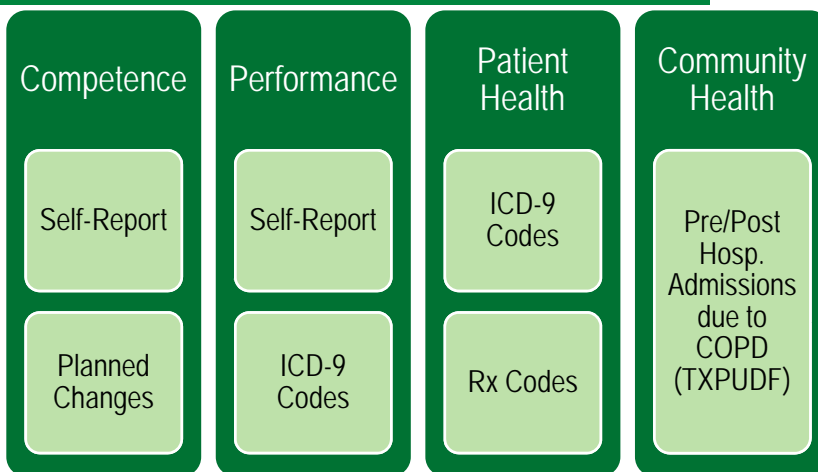 Competence
Self-Report
Planned
Changes
Performance
Self-Report
ICD-9
Codes
Patient
Health
ICD-9
Codes
Rx Codes
Community
Health
Pre/Post
Hosp.
Admissions
due to
COPD
(TXPUDF)